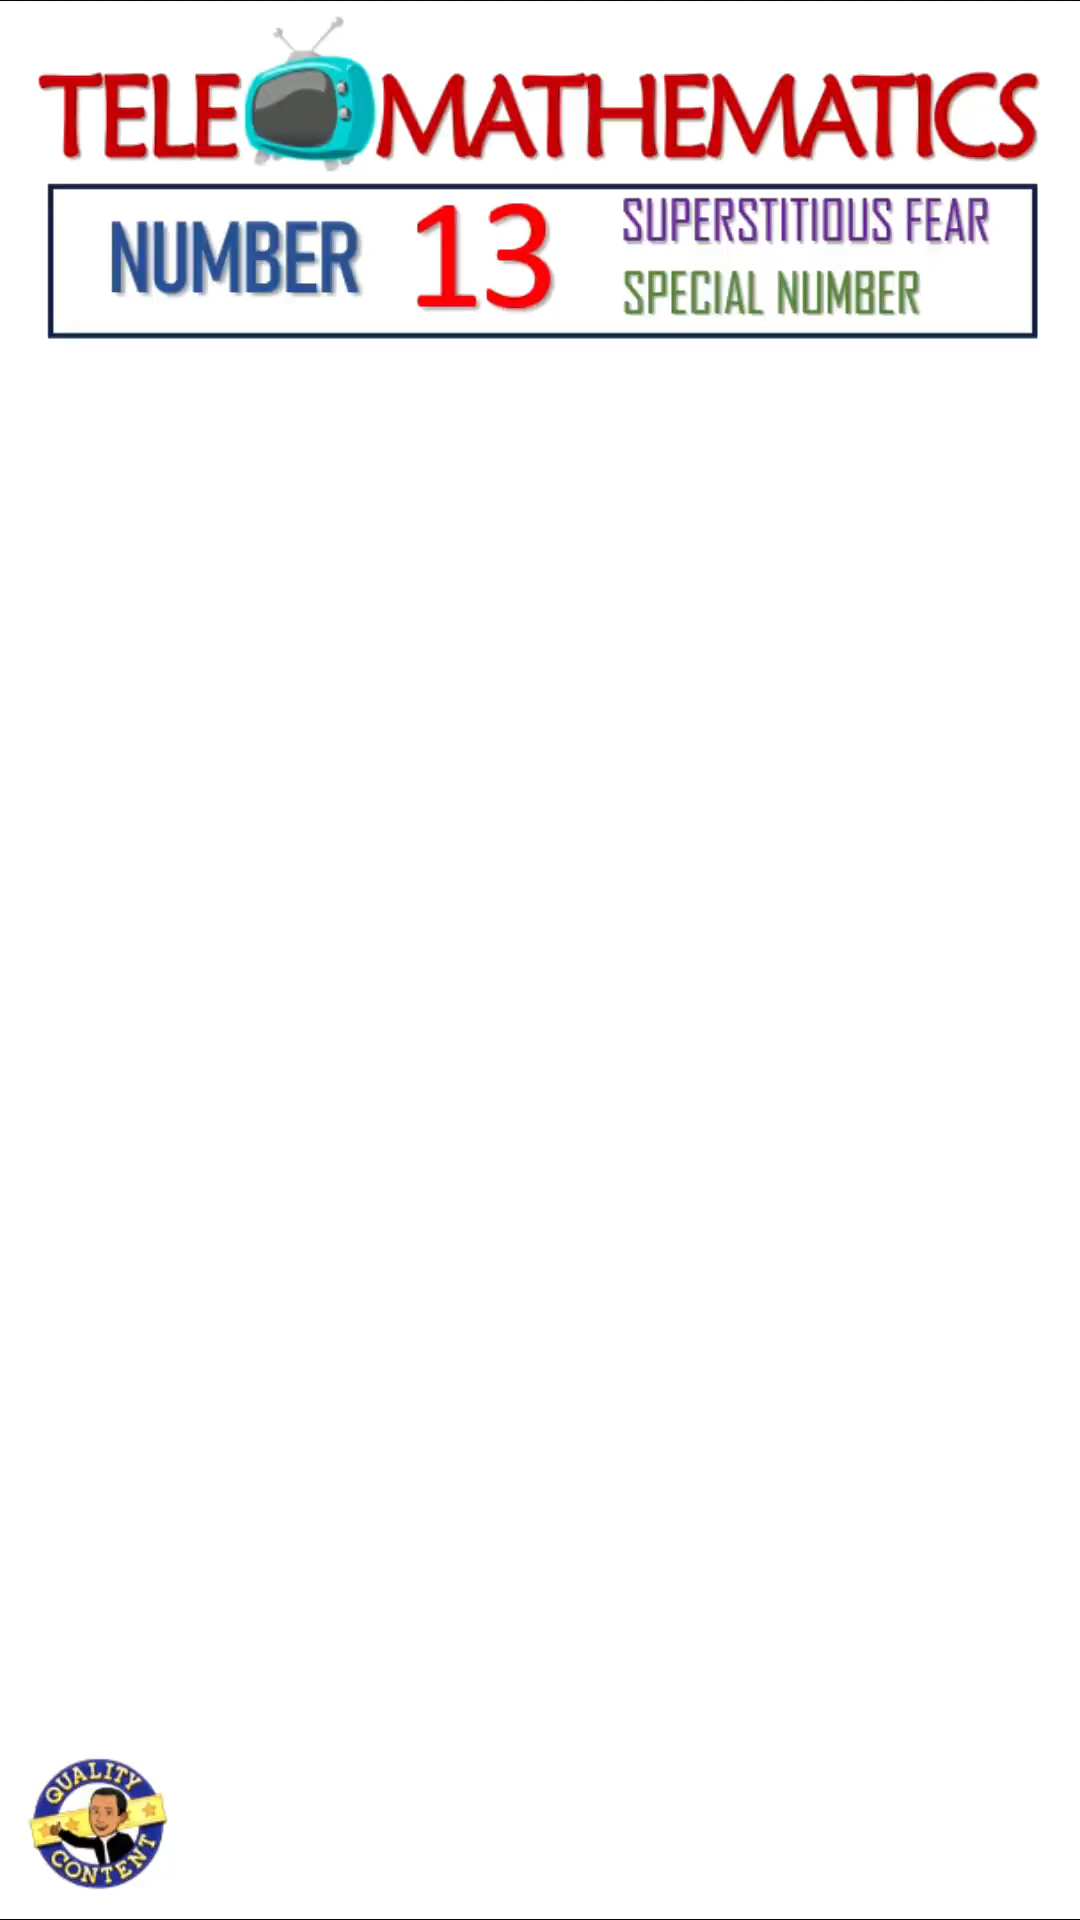 TELEMATHEMATICS
NUMBER 13
SUPERSTITIOUS FEAR
SPECIAL NUMBER
QUALITY
CONTENT